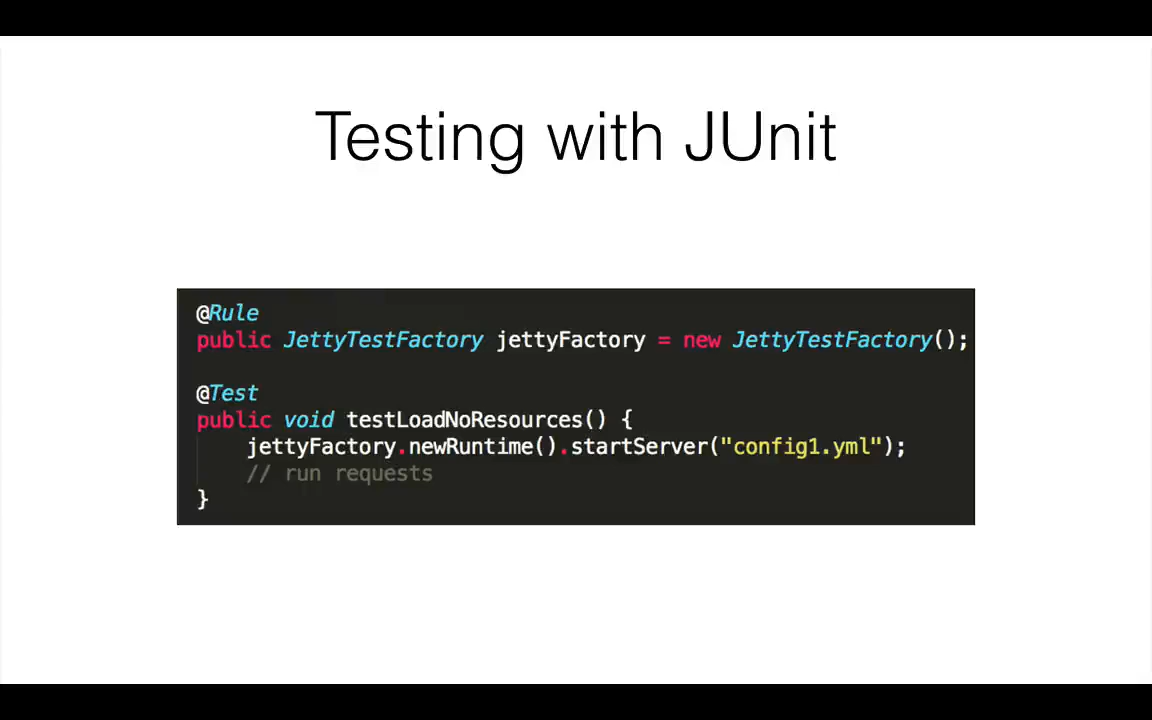 Testing with JUnit
@Rule
public JettyTestFactory jettyFactory = new JettyTestFactory();
@Test
public void testLoadNoResources() {
jettyFactory.newRuntime().startServer("config1.yml");
// run requests
}